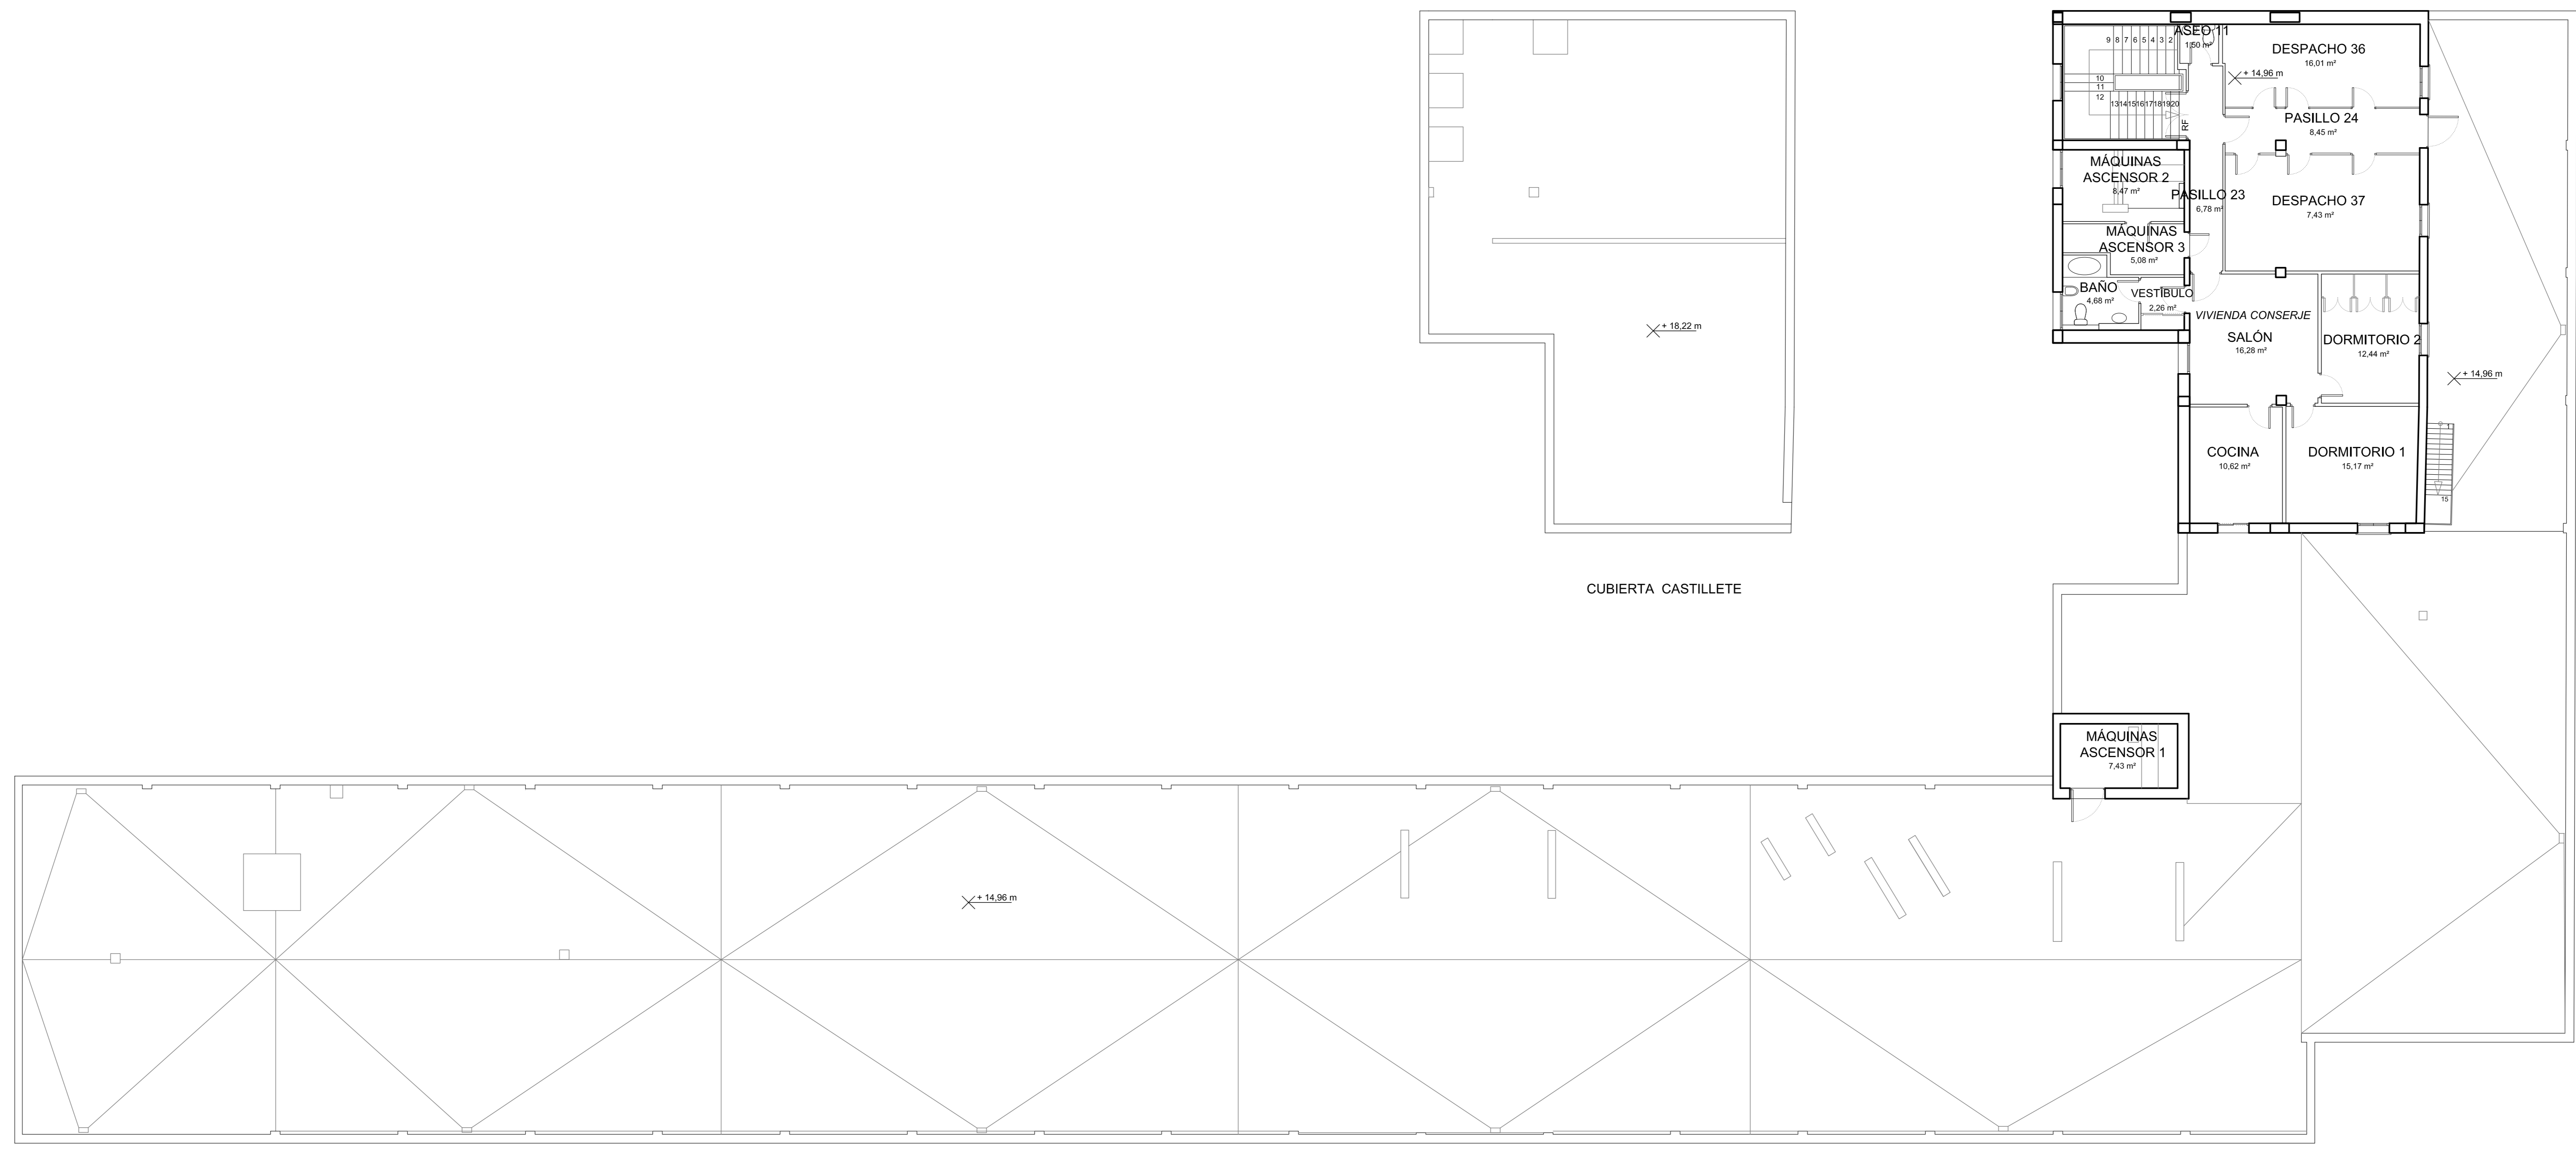 ASEO 11
1,50 m²
9 8 7 6 5 4 3 2
10
11
12
13 14 15 16 17 18 19 20
RF
DESPACHO 36
16,01 m²
+ 14,96 m
PASILLO 24
8,45 m²
MÁQUINAS
ASCENSOR 2
8,47 m²
PASILLO 23
6,78 m²
DESPACHO 37
7,43 m²
MÁQUINAS
ASCENSOR 3
5,08 m²
BAÑO
4,68 m²
VESTÍBULO
2,26 m²
VIVIENDA CONSERJE
SALÓN
16,28 m²
DORMITORIO 2
12,44 m²
+ 18,22 m
+ 14,96 m
COCINA
10,62 m²
DORMITORIO 1
15,17 m²
1
15
CUBIERTA CASTILLETE
MÁQUINAS
ASCENSOR 1
7,43 m²
+ 14,96 m